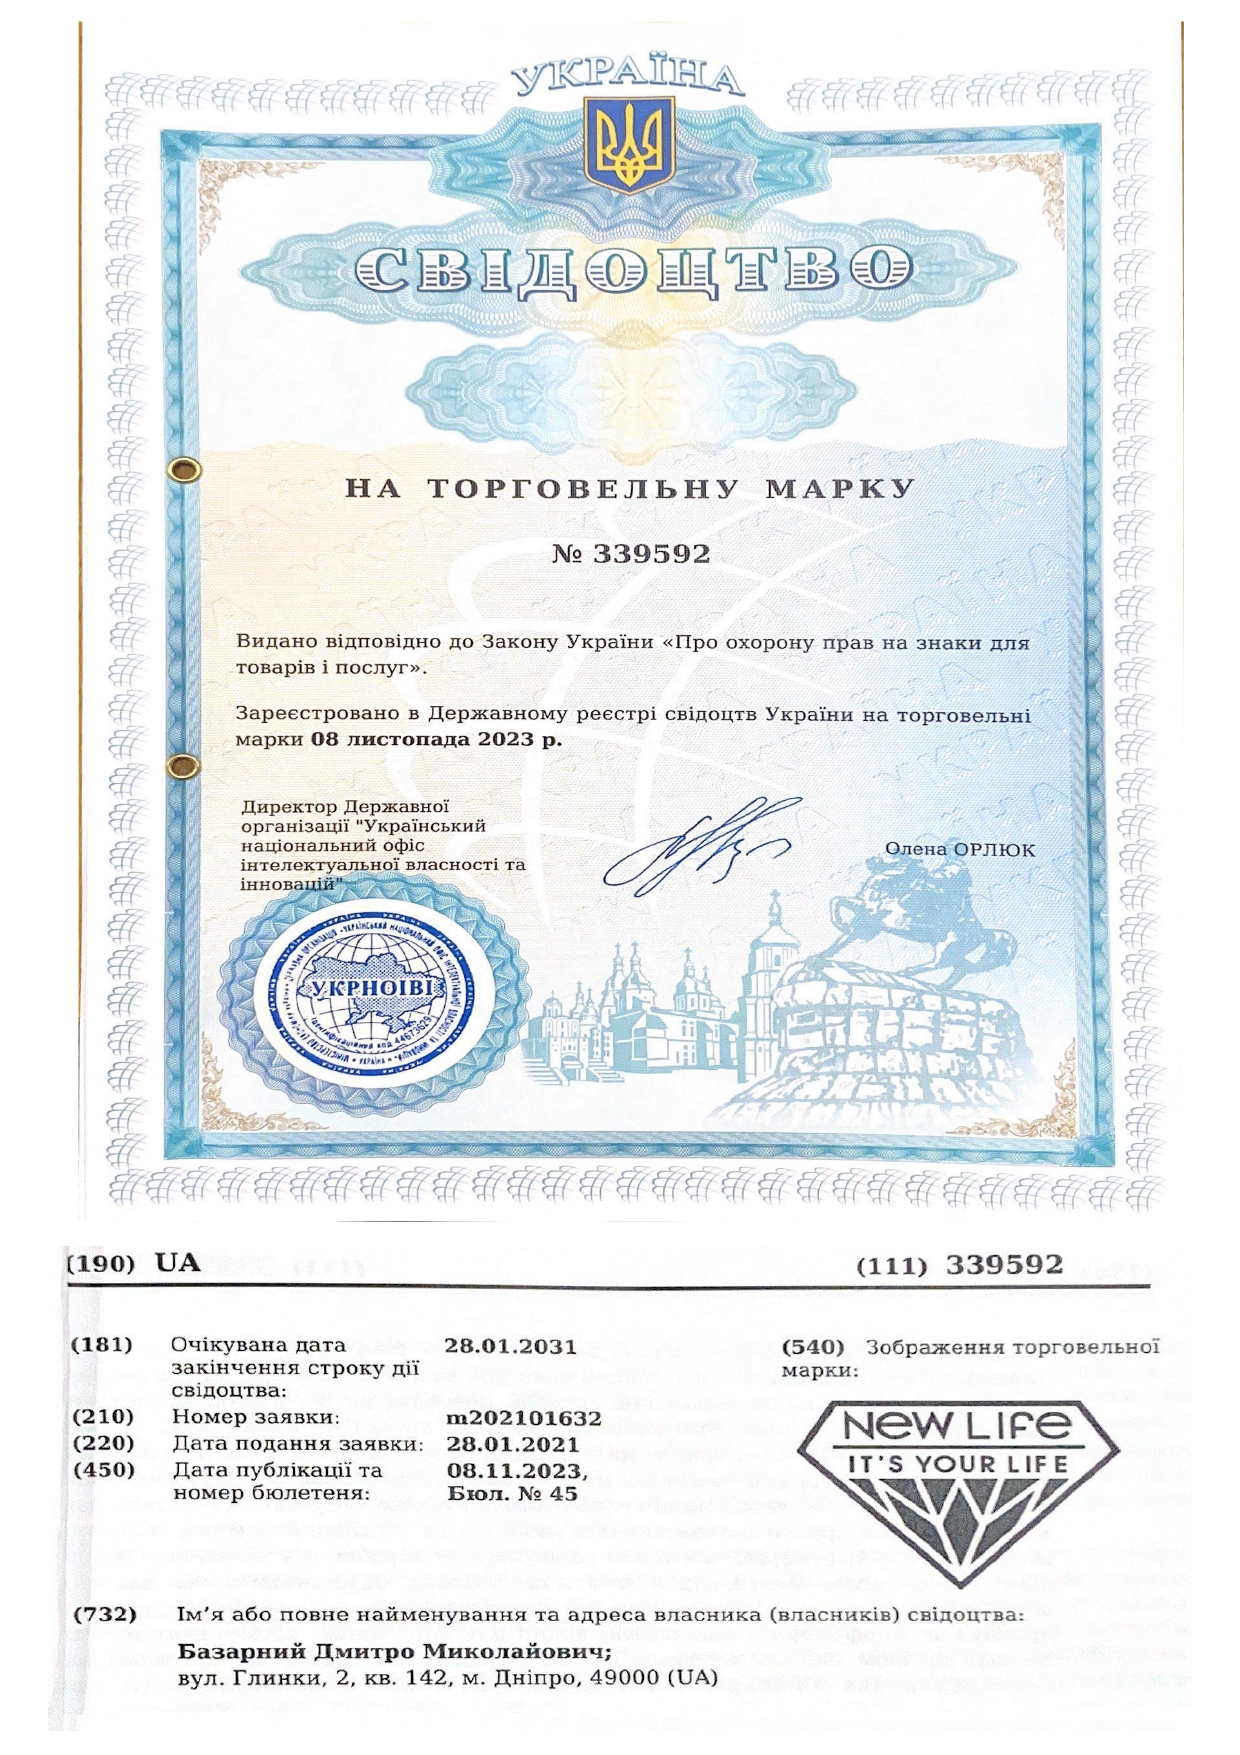 УКРАЇНА
СВІДОЦТВО
НА ТОРГОВЕЛЬНУ МАРКУ
№ 339592
Видано відповідно до Закону України «Про охорону прав на знаки для
товарів і послуг».
Зареєстровано в Державному реєстрі свідоцтв України на торговельні
марки 08 листопада 2023 р.
Директор Державної
організації "Український
національний офіс
інтелектуальної власності та
інновацій"
Олена ОРЛЮК
УКРНОІВІ
Ідентифікаційний код 44673629
(190) UA (111) 339592
(181) Очікувана дата закінчення строку дії свідоцтва: 28.01.2031
(210) Номер заявки: m202101632
(220) Дата подання заявки: 28.01.2021
(450) Дата публікації та номер бюлетеня: 08.11.2023, Бюл. № 45
(540) Зображення торговельної
марки:
NEW LIFE
IT'S YOUR LIFE
(732) Ім'я або повне найменування та адреса власника (власників) свідоцтва:
Базарний Дмитро Миколайович;
вул. Глинки, 2, кв. 142, м. Дніпро, 49000 (UA)